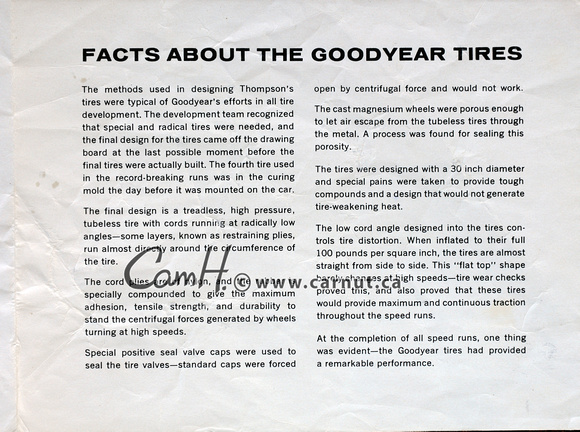 FACTS ABOUT THE GOODYEAR TIRES
The methods used in designing Thompson's
tires were typical of Goodyear's efforts in all tire
development. The development team recognized
that special and radical tires were needed, and
the final design for the tires came off the drawing
board at the last possible moment before the
final tires were actually built. The fourth tire used
in the record-breaking runs was in the curing
mold the day before it was mounted on the car.
The final design is a treadless, high pressure,
tubeless tire with cords running at radically low
angles—some layers, known as restraining plies,
run almost directly around the circumference of
the tire.
The cord plies are of nylon, and the
specially compounded to give the maximum
adhesion, tensile strength, and durability to
stand the centrifugal forces generated by wheels
turning at high speeds.
Special positive seal valve caps were used to
seal the tire valves—standard caps were forced
open by centrifugal force and would not work.
The cast magnesium wheels were porous enough
to let air escape from the tubeless tires through
the metal. A process was found for sealing this
porosity.
The tires were designed with a 30 inch diameter
and special pains were taken to provide tough
compounds and a design that would not generate
tire-weakening heat.
The low cord angle designed into the tires con-
trols tire distortion. When inflated to their full
100 pounds per square inch, the tires are almost
straight from side to side. This "flat top" shape
barely changes at high speeds—tire wear checks
proved this, and also proved that these tires
would provide maximum and continuous traction
throughout the speed runs.
At the completion of all speed runs, one thing
was evident—the Goodyear tires had provided
a remarkable performance.
CamH © www.carnut.ca